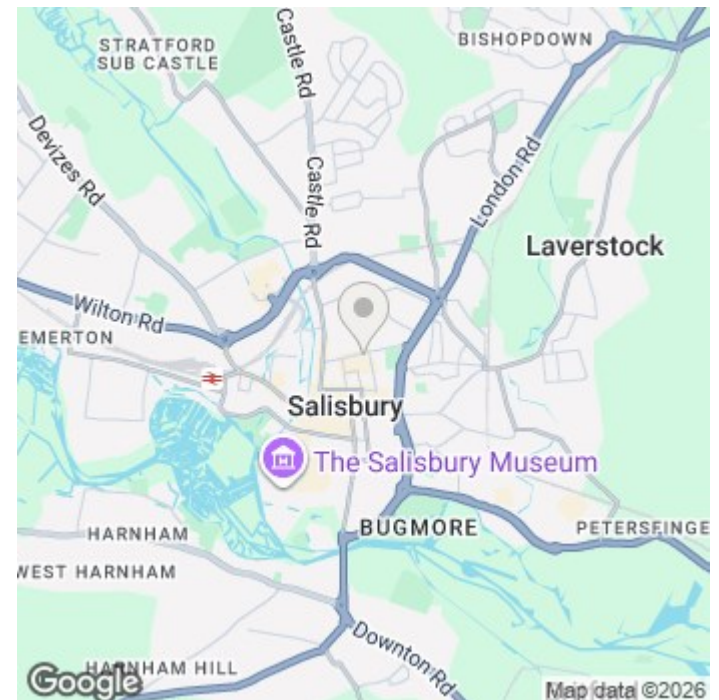 STRATFORD
SUB CASTLE
Castle Rd
BISHOPDOWN
Devizes Rd
Castle Rd
London Rd
Laverstock
Wilton Rd
EMERTON
Salisbury
The Salisbury Museum
HARNHAM
BUGMORE
PETERSFINGE
WEST HARNHAM
Downton Rd
HARNHAM HILL
Google
Map data ©2026